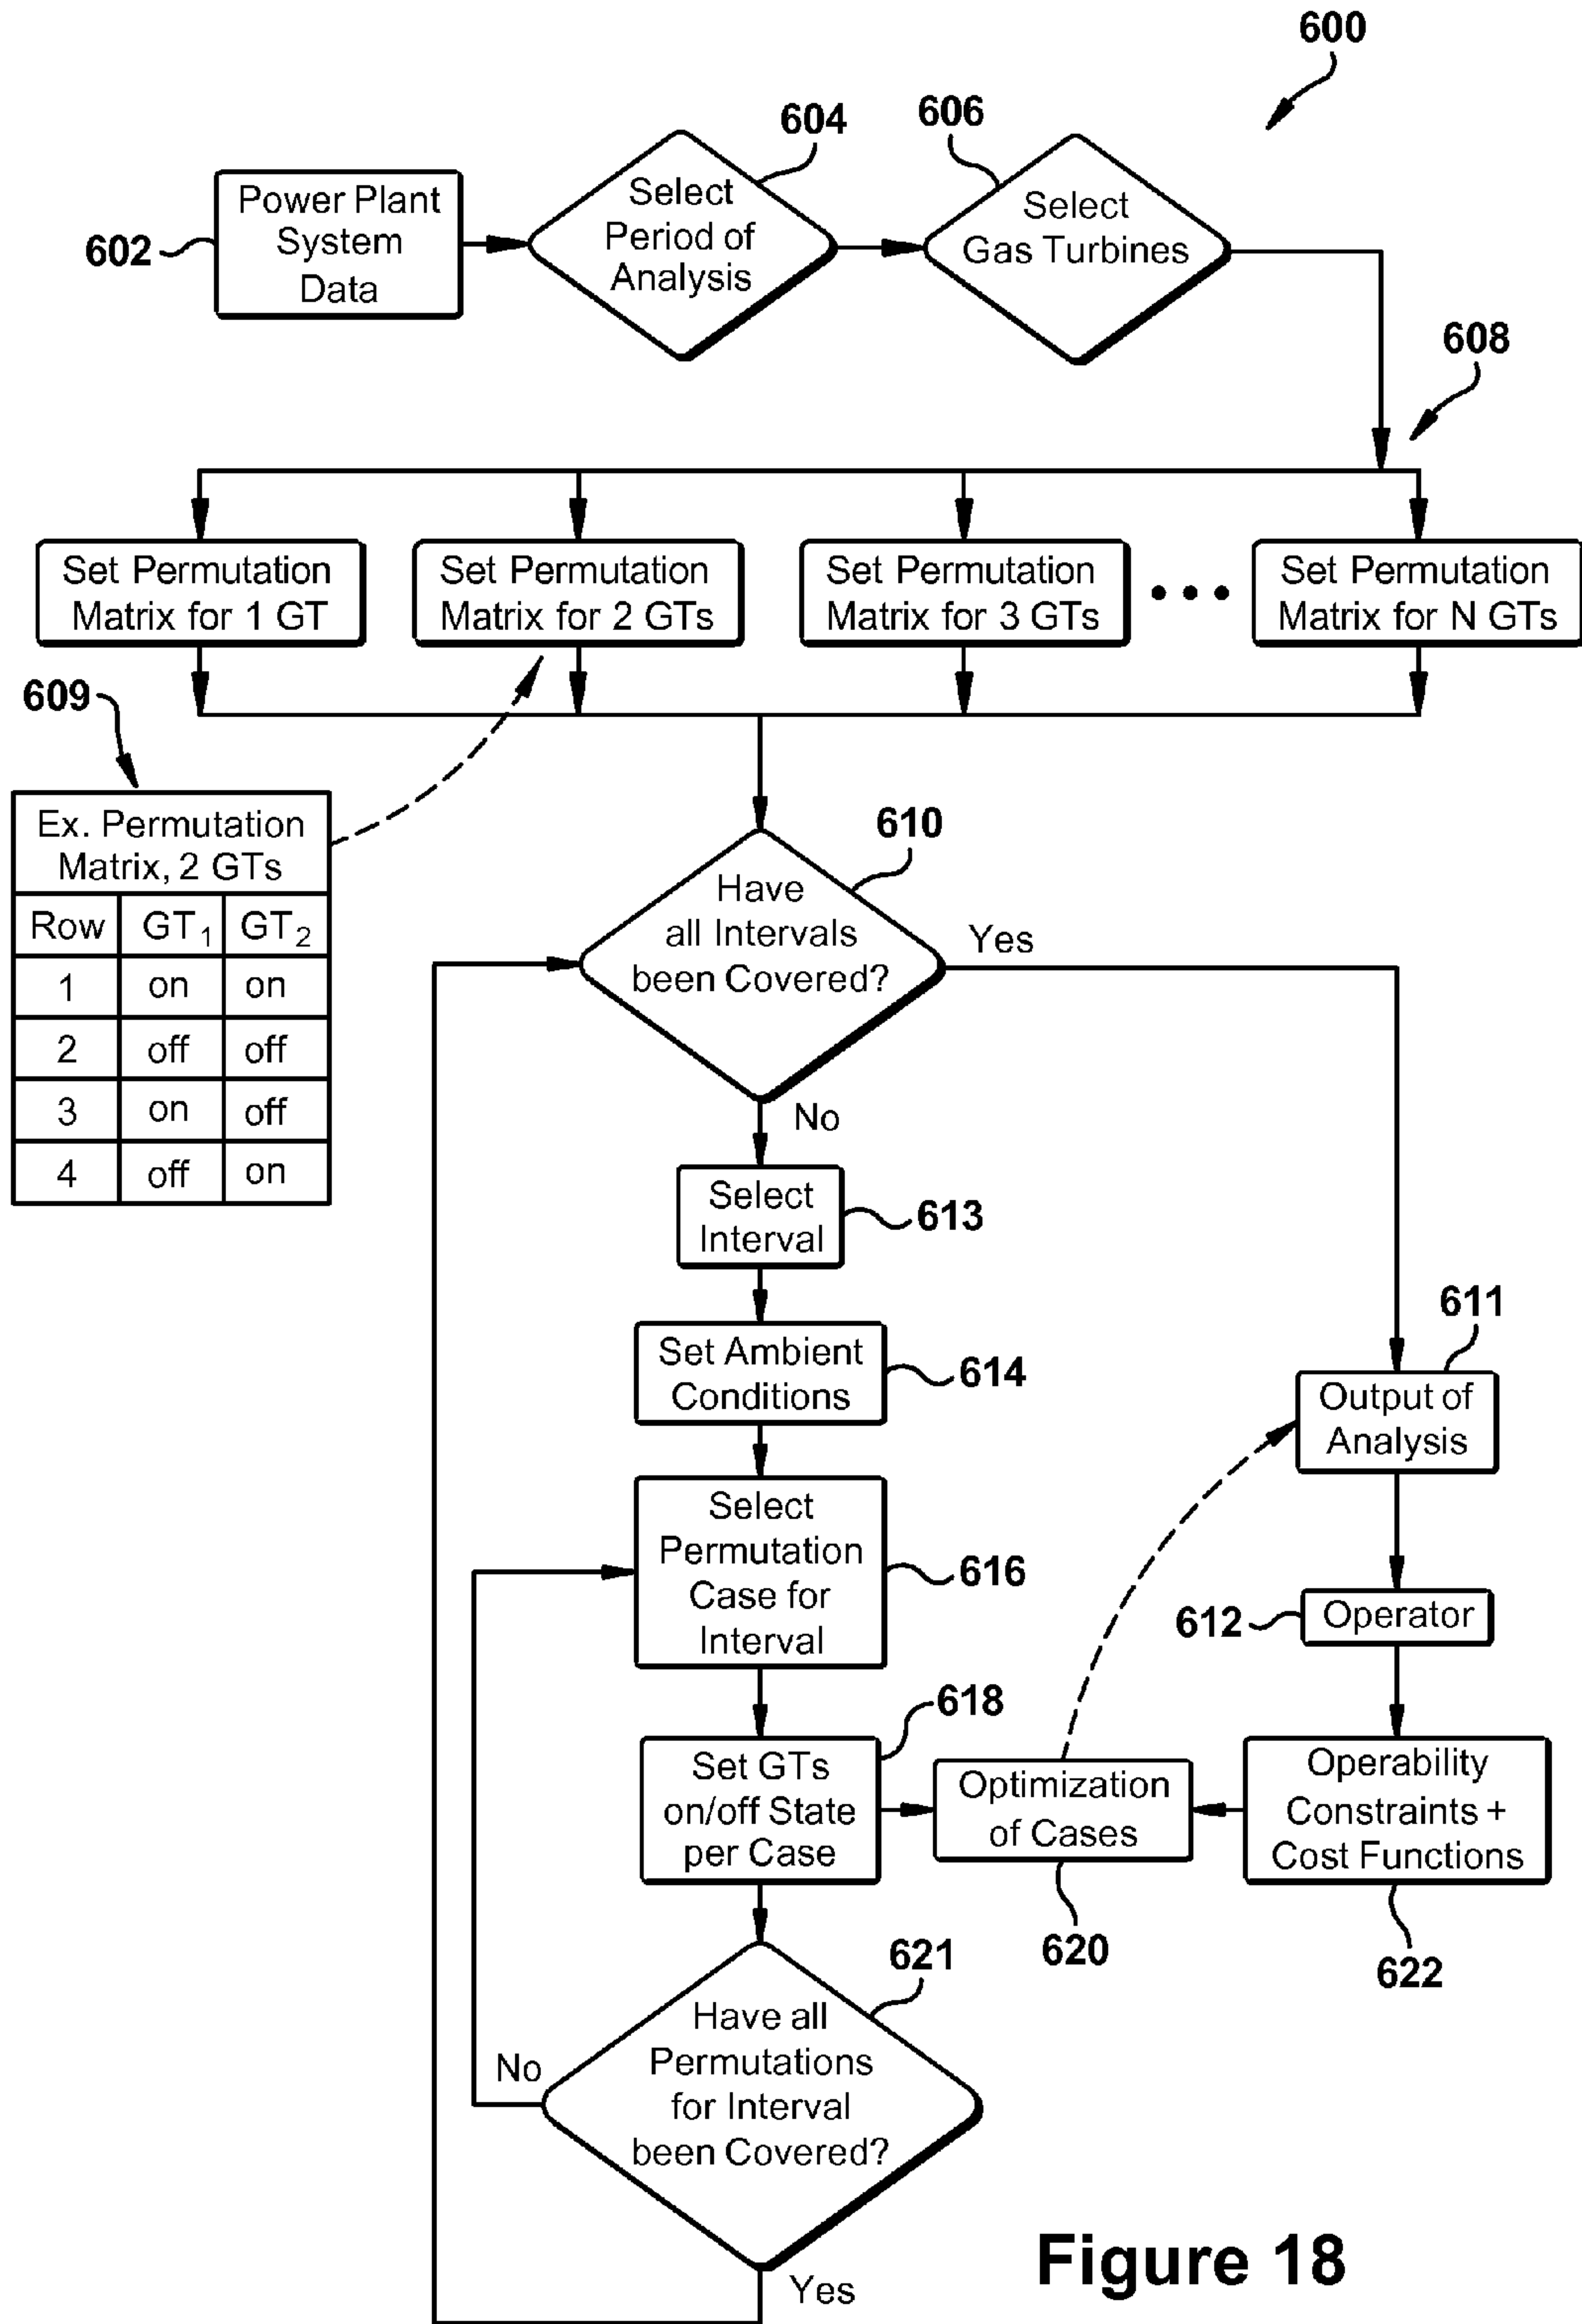 600
604
606
Power Plant
System
Data
602
Select
Period of
Analysis
Select
Gas Turbines
608
Set Permutation
Matrix for 1 GT
Set Permutation
Matrix for 2 GTs
Set Permutation
Matrix for 3 GTs
• • •
Set Permutation
Matrix for N GTs
609
Ex. Permutation
Matrix, 2 GTs
Row GT1 GT2
1 on on
2 off off
3 on off
4 off on
610
Have
all Intervals
been Covered?
Yes
No
Select
Interval
613
Set Ambient
Conditions
614
611
Output of
Analysis
Select
Permutation
Case for
Interval
616
612
Operator
618
Set GTs
on/off State
per Case
Optimization
of Cases
620
Operability
Constraints +
Cost Functions
622
621
Have all
Permutations
for Interval
been Covered?
No
Yes
Figure 18